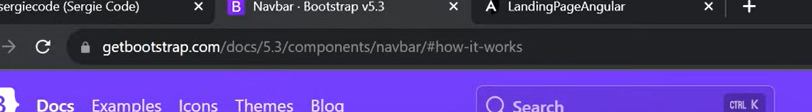 sergiecode (Sergie Code)
B Navbar · Bootstrap v5.3
A LandingPageAngular
getbootstrap.com/docs/5.3/components/navbar/#how-it-works
B Docs Examples Icons Themes Blog
Search CTRL K